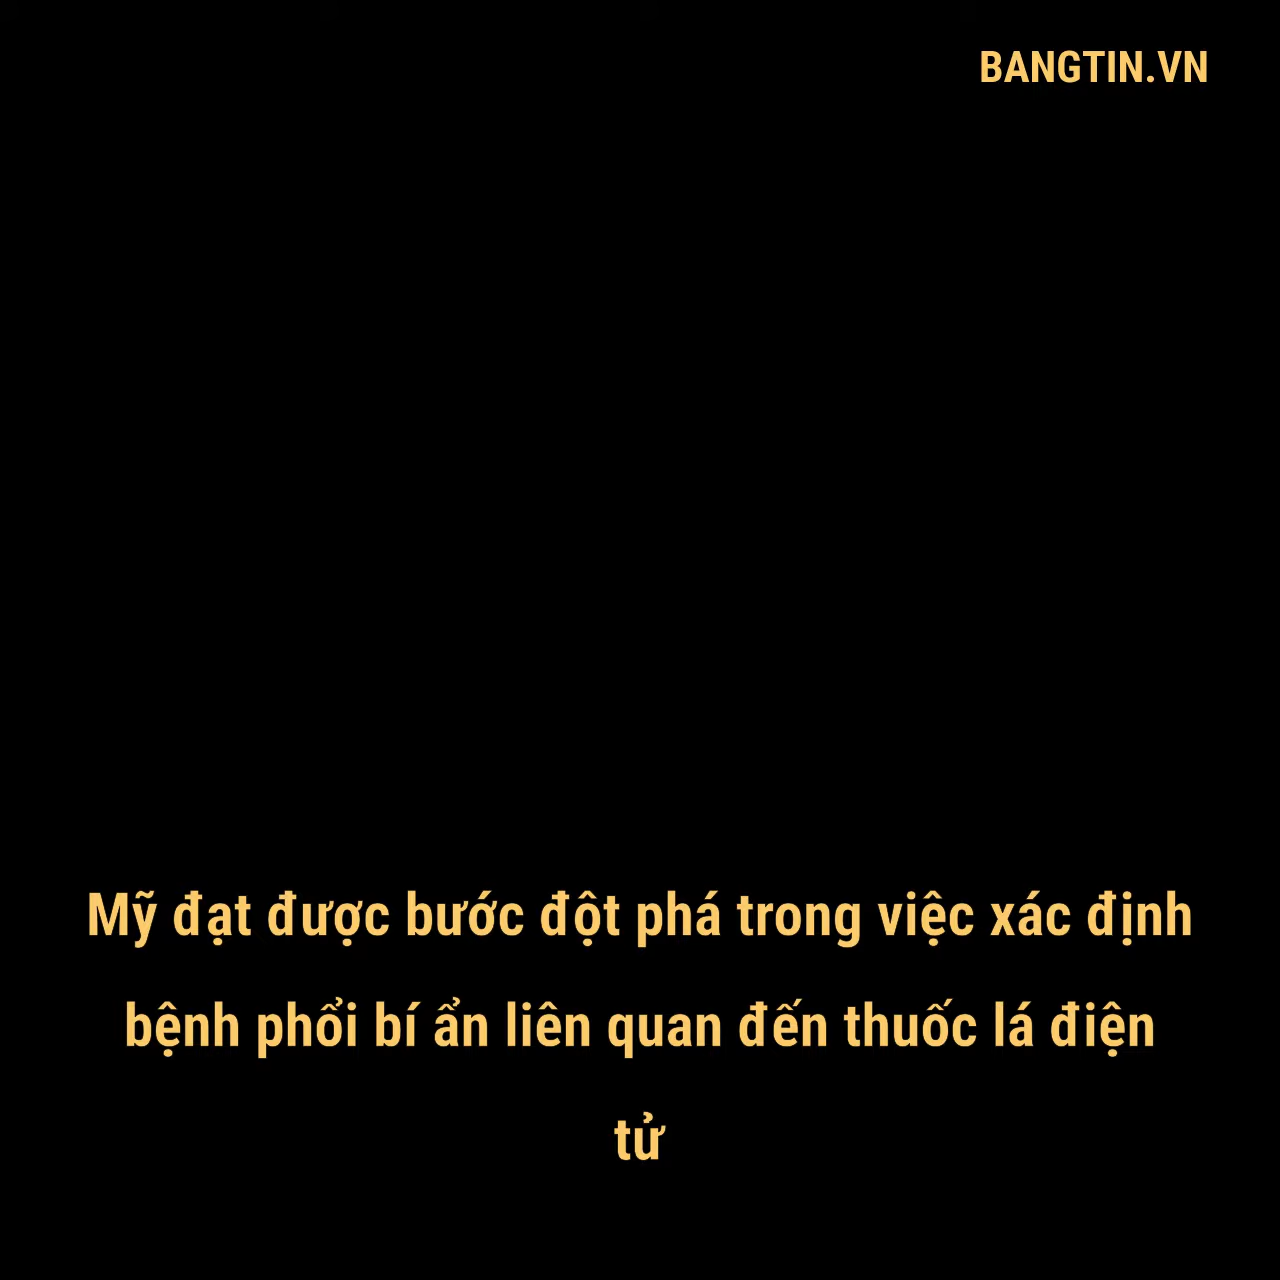 BANGTIN.VN
Mỹ đạt được bước đột phá trong việc xác định
bệnh phổi bí ẩn liên quan đến thuốc lá điện
tử